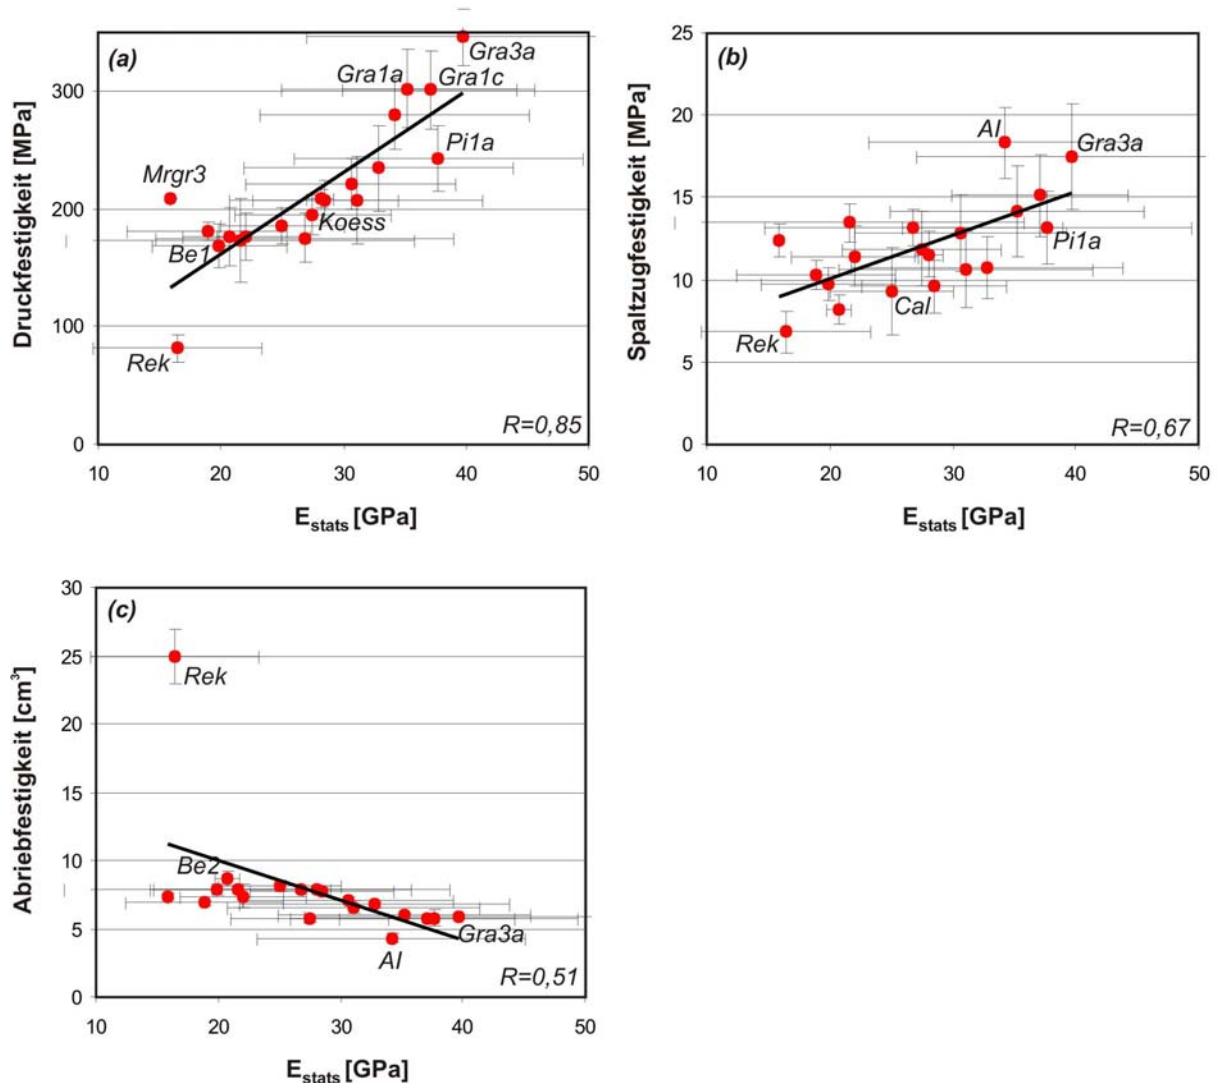 (a)
Gra3a
Gra1a
Gra1c
300
Pi1a
Mrgr3
200
Koess
Be1
100
Rek
R=0,85
0
10
20
30
40
50
Druckfestigkeit [MPa]
Estats [GPa]
25
(b)
20
Al
Gra3a
15
Pi1a
10
Cal
Rek
5
R=0,67
0
10
20
30
40
50
Spaltzugfestigkeit [MPa]
Estats [GPa]
30
(c)
25
Rek
20
15
10
Be2
5
Gra3a
Al
R=0,51
0
10
20
30
40
50
Abriebfestigkeit [cm³]
Estats [GPa]